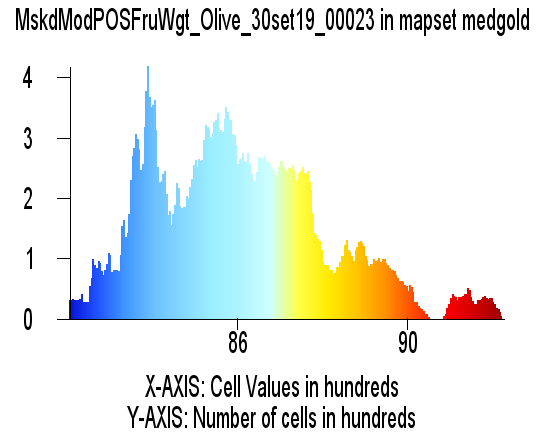 MskdModPOSFruWgt_Olive_30set19_00023 in mapset medgold
4
3
2
1
0
86 90
X-AXIS: Cell Values in hundreds
Y-AXIS: Number of cells in hundreds